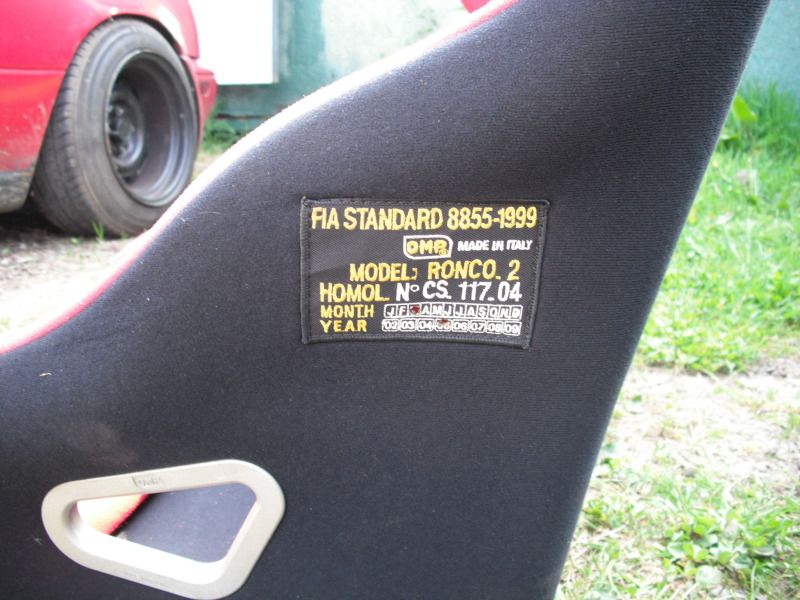 FIA STANDARD 8855-1999
OMP MADE IN ITALY
MODEL: RONCO. 2
HOMOL. N° CS. 117.04
MONTH J F A M J J A S O N D
YEAR '02 03 04 06 07 08 09